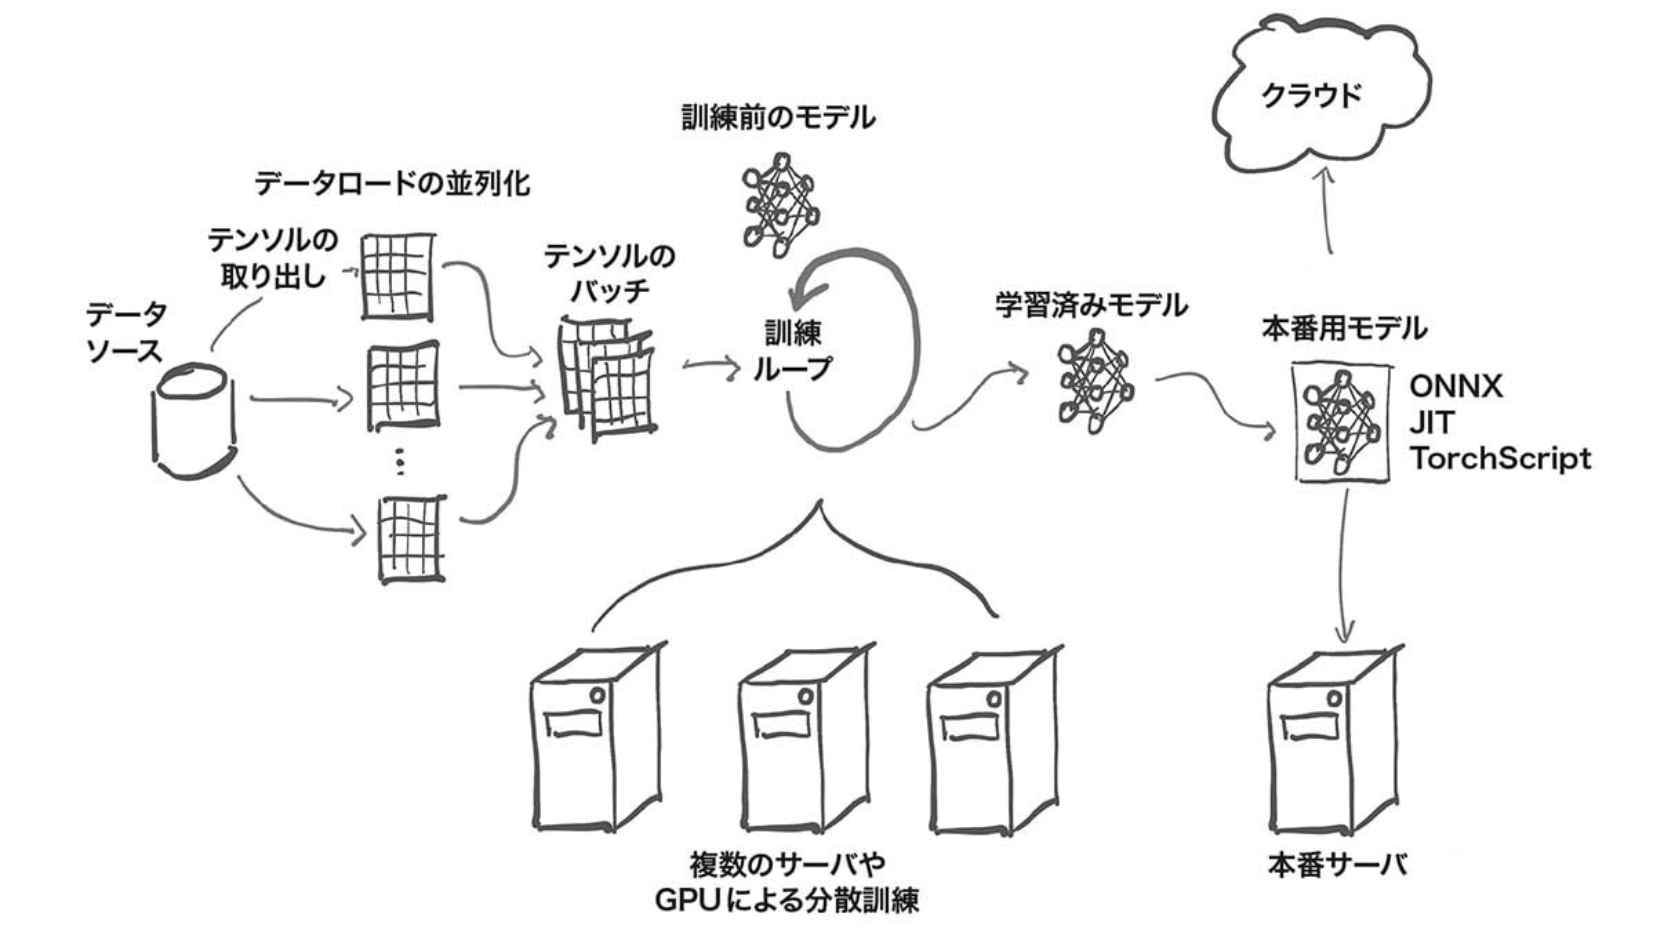 クラウド
訓練前のモデル
データロードの並列化
テンソルの
取り出し
テンソルの
バッチ
データ
ソース
訓練
ループ
学習済みモデル
本番用モデル
ONNX
JIT
TorchScript
複数のサーバや
GPUによる分散訓練
本番サーバ